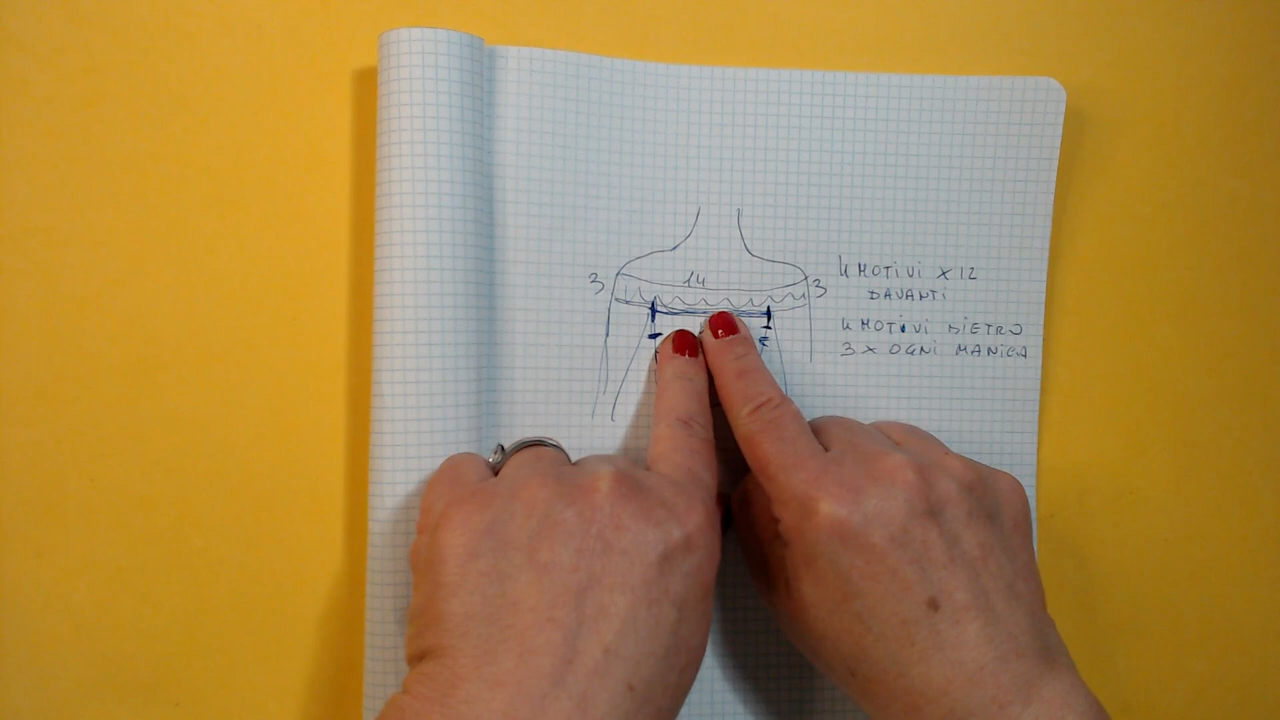 3 14 3
4 MOTIVI X 12
DAVANTI
4 MOTIVI DIETRO
3 X OGNI MANICA